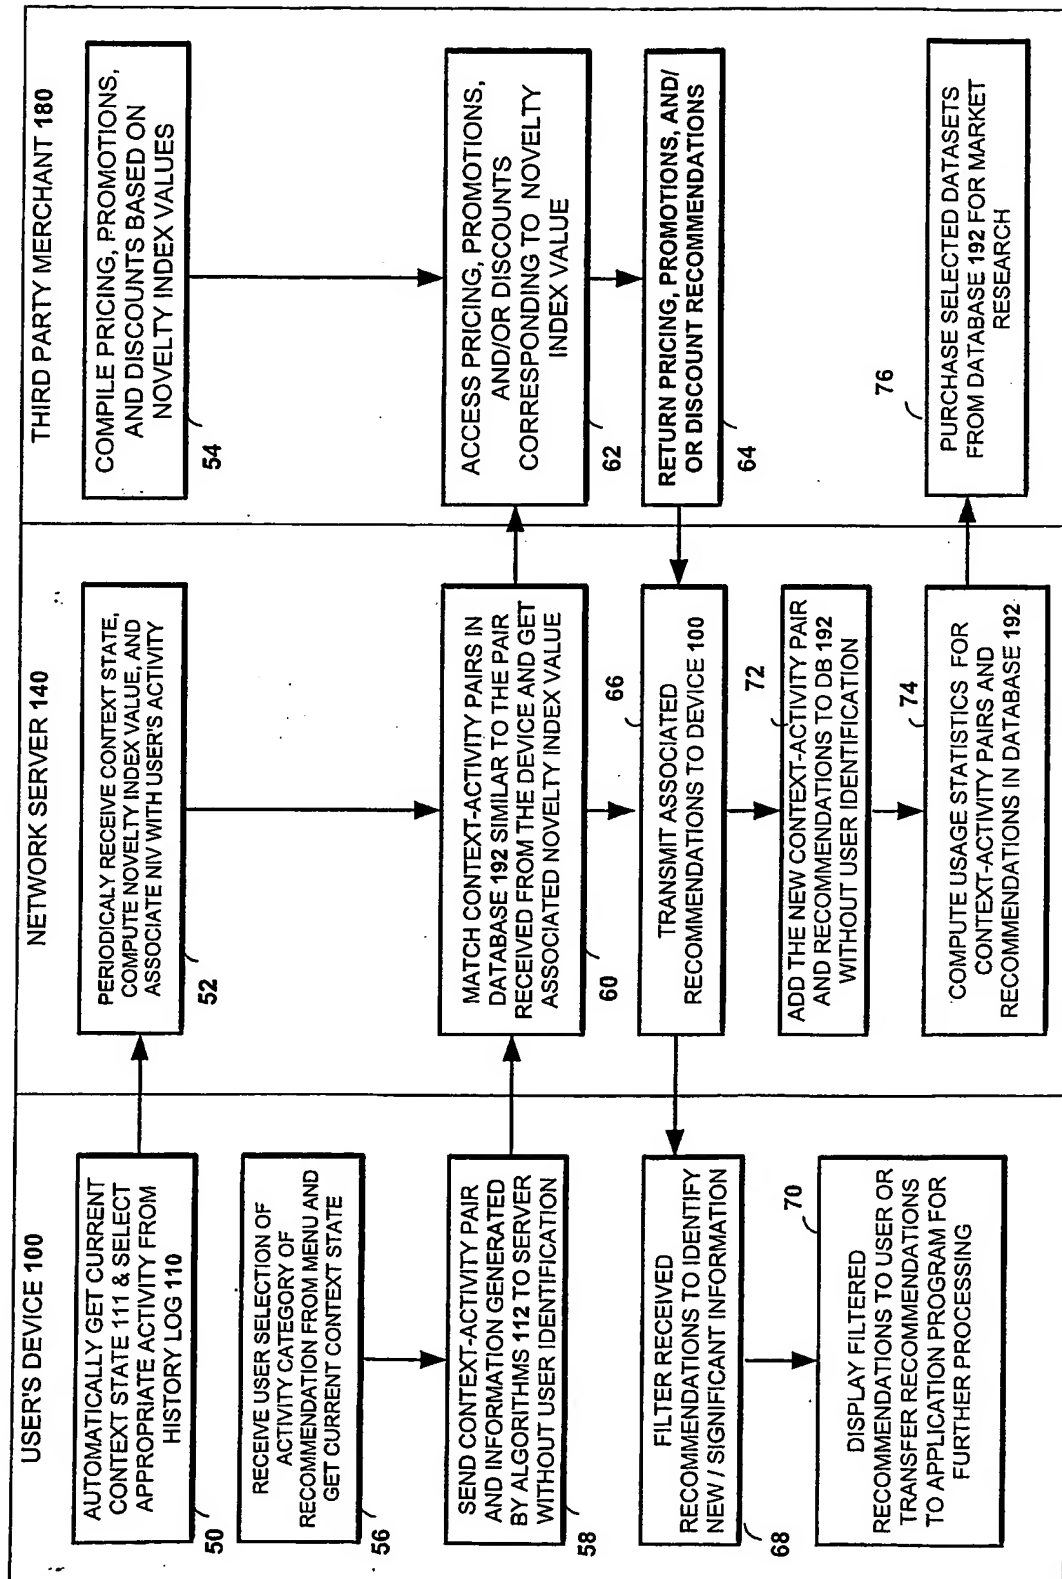 USER'S DEVICE 100
AUTOMATICALLY GET CURRENT
CONTEXT STATE 111 & SELECT
APPROPRIATE ACTIVITY FROM
HISTORY LOG 110
50
RECEIVE USER SELECTION OF
ACTIVITY CATEGORY OF
RECOMMENDATION FROM MENU AND
GET CURRENT CONTEXT STATE
56
SEND CONTEXT-ACTIVITY PAIR
AND INFORMATION GENERATED
BY ALGORITHMS 112 TO SERVER
WITHOUT USER IDENTIFICATION
58
FILTER RECEIVED
RECOMMENDATIONS TO IDENTIFY
NEW / SIGNIFICANT INFORMATION
68
70
DISPLAY FILTERED
RECOMMENDATIONS TO USER OR
TRANSFER RECOMMENDATIONS
TO APPLICATION PROGRAM FOR
FURTHER PROCESSING
NETWORK SERVER 140
PERIODICALY RECEIVE CONTEXT STATE,
COMPUTE NOVELTY INDEX VALUE, AND
ASSOCIATE NIV WITH USER'S ACTIVITY
52
MATCH CONTEXT-ACTIVITY PAIRS IN
DATABASE 192 SIMILAR TO THE PAIR
RECEIVED FROM THE DEVICE AND GET
ASSOCIATED NOVELTY INDEX VALUE
60
66
TRANSMIT ASSOCIATED
RECOMMENDATIONS TO DEVICE 100
72
ADD THE NEW CONTEXT-ACTIVITY PAIR
AND RECOMMENDATIONS TO DB 192
WITHOUT USER IDENTIFICATION
74
COMPUTE USAGE STATISTICS FOR
CONTEXT-ACTIVITY PAIRS AND
RECOMMENDATIONS IN DATABASE 192
THIRD PARTY MERCHANT 180
COMPILE PRICING, PROMOTIONS,
AND DISCOUNTS BASED ON
NOVELTY INDEX VALUES
54
ACCESS PRICING, PROMOTIONS,
AND/OR DISCOUNTS
CORRESPONDING TO NOVELTY
INDEX VALUE
62
RETURN PRICING, PROMOTIONS, AND/
OR DISCOUNT RECOMMENDATIONS
64
76
PURCHASE SELECTED DATASETS
FROM DATABASE 192 FOR MARKET
RESEARCH